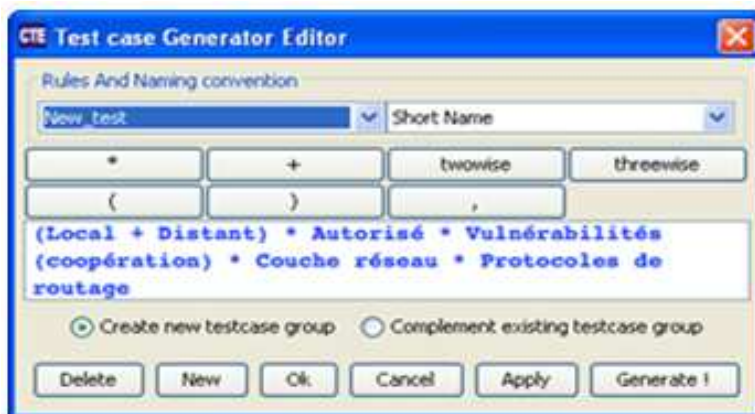 CTE Test case Generator Editor
Rules And Naming convention
New_test Short Name
* + twowise threewise
( ) ,
(Local + Distant) * Autorisé * Vulnérabilités
(coopération) * Couche réseau * Protocoles de
routage
Create new testcase group Complement existing testcase group
Delete New Ok Cancel Apply Generate !